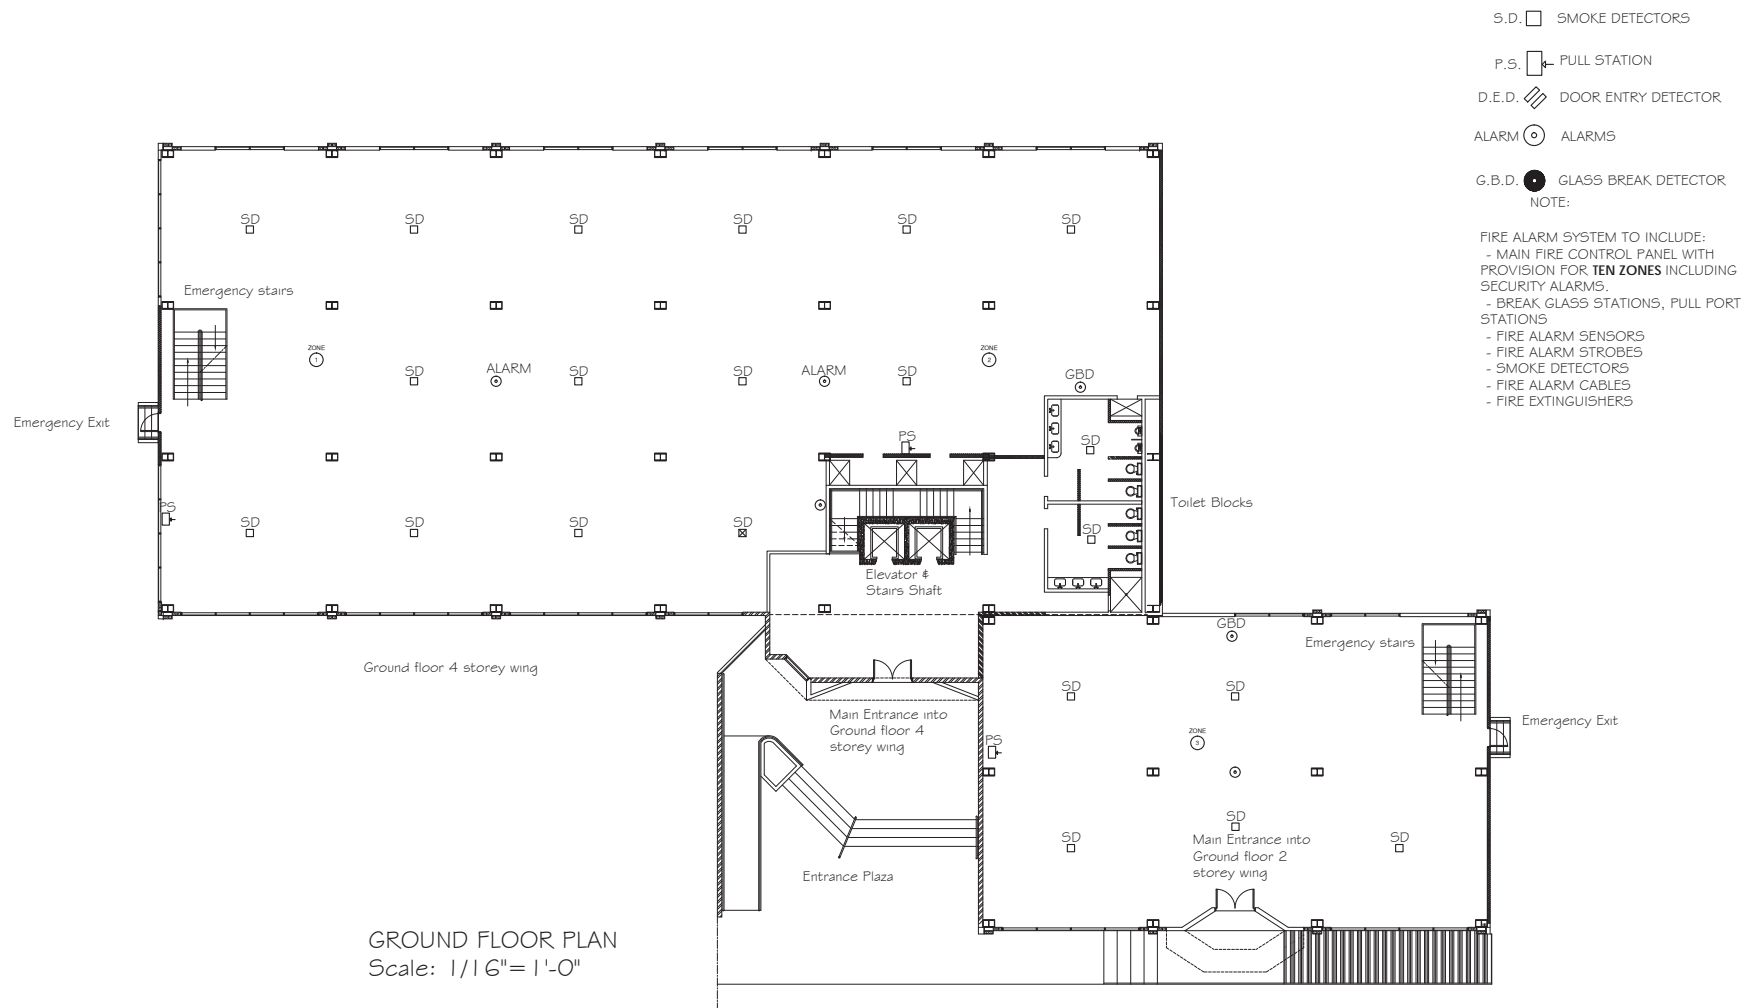 S.D. SMOKE DETECTORS
P.S. PULL STATION
D.E.D. DOOR ENTRY DETECTOR
ALARM ALARMS
G.B.D. GLASS BREAK DETECTOR
NOTE:
FIRE ALARM SYSTEM TO INCLUDE:
- MAIN FIRE CONTROL PANEL WITH
PROVISION FOR TEN ZONES INCLUDING
SECURITY ALARMS.
- BREAK GLASS STATIONS, PULL PORT
STATIONS
- FIRE ALARM SENSORS
- FIRE ALARM STROBES
- SMOKE DETECTORS
- FIRE ALARM CABLES
- FIRE EXTINGUISHERS
SD SD SD SD SD SD
Emergency stairs
ZONE
1
ZONE
2
SD ALARM SD SD ALARM SD
GBD
Emergency Exit
PS
SD
Toilet Blocks
PS
SD SD SD SD
SD
Elevator &
Stairs Shaft
GBD
Emergency stairs
Ground floor 4 storey wing
SD SD
Main Entrance into
Ground floor 4
storey wing
Emergency Exit
ZONE
3
PS
SD
SD SD
Main Entrance into
Ground floor 2
storey wing
Entrance Plaza
GROUND FLOOR PLAN
Scale: 1/16"=1'-0"